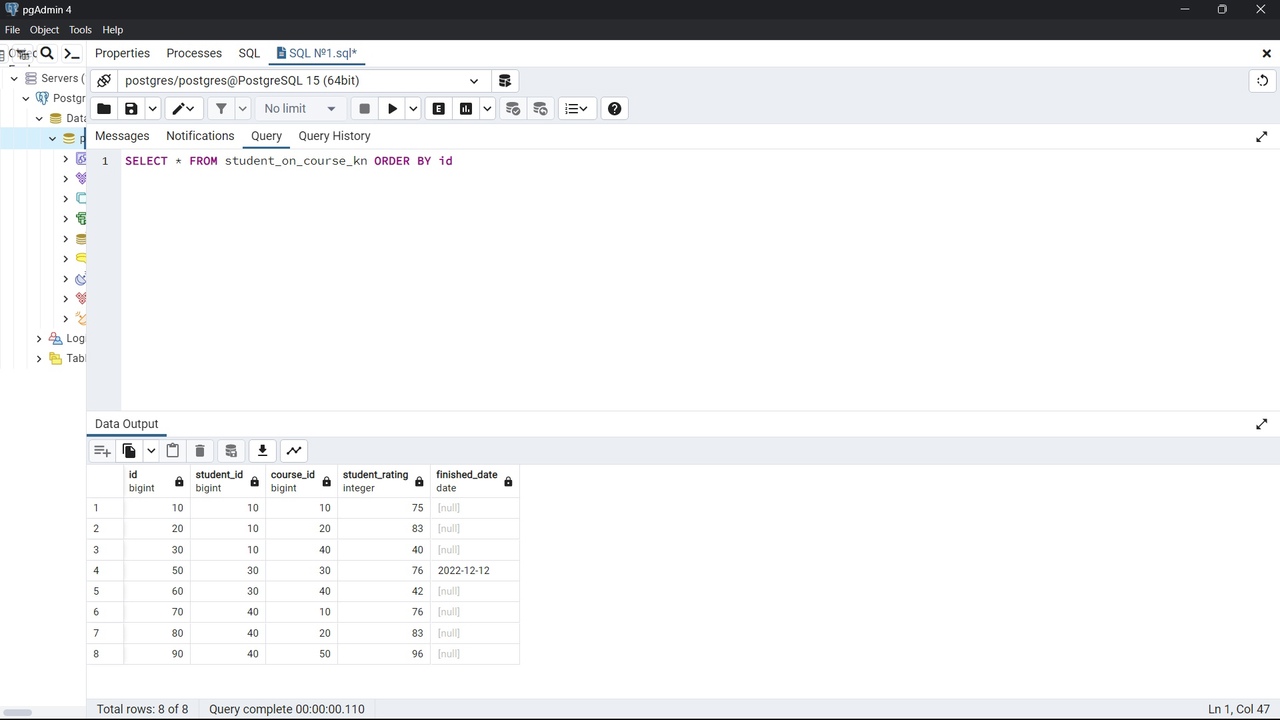 pgAdmin 4
File Object Tools Help
Properties Processes SQL SQL №1.sql*
Servers (
postgres/postgres@PostgreSQL 15 (64bit)
Postgr
No limit
Data
Messages Notifications Query Query History
1 SELECT * FROM student_on_course_kn ORDER BY id
Logi
Tabl
Data Output
id student_id course_id student_rating finished_date
bigint bigint bigint integer date
1 10 10 10 75 [null]
2 20 10 20 83 [null]
3 30 10 40 40 [null]
4 50 30 30 76 2022-12-12
5 60 30 40 42 [null]
6 70 40 10 76 [null]
7 80 40 20 83 [null]
8 90 40 50 96 [null]
Total rows: 8 of 8 Query complete 00:00:00.110 Ln 1, Col 47